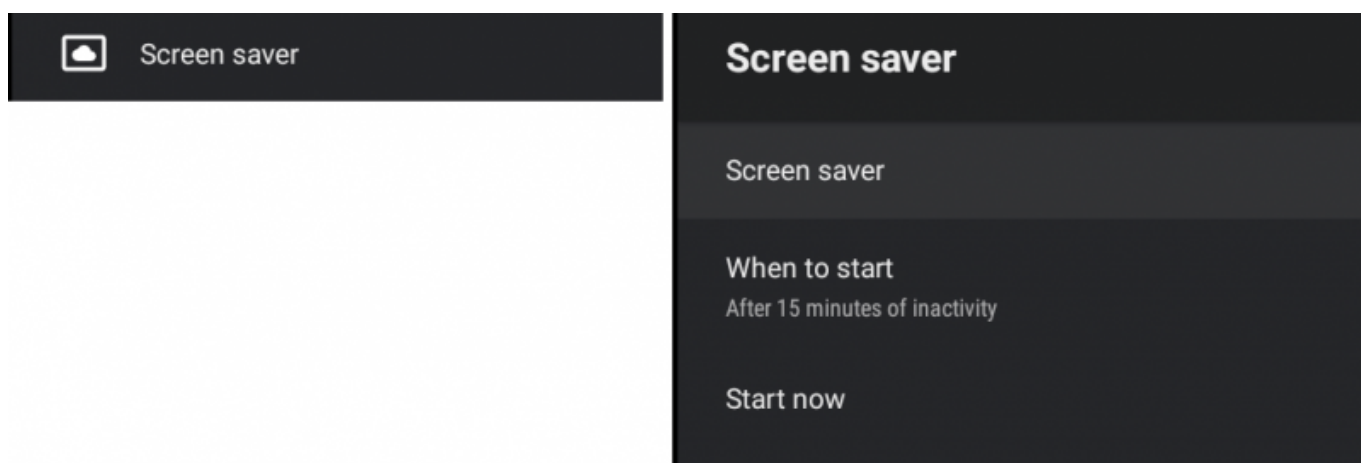 Screen saver
Screen saver
Screen saver
When to start
After 15 minutes of inactivity
Start now